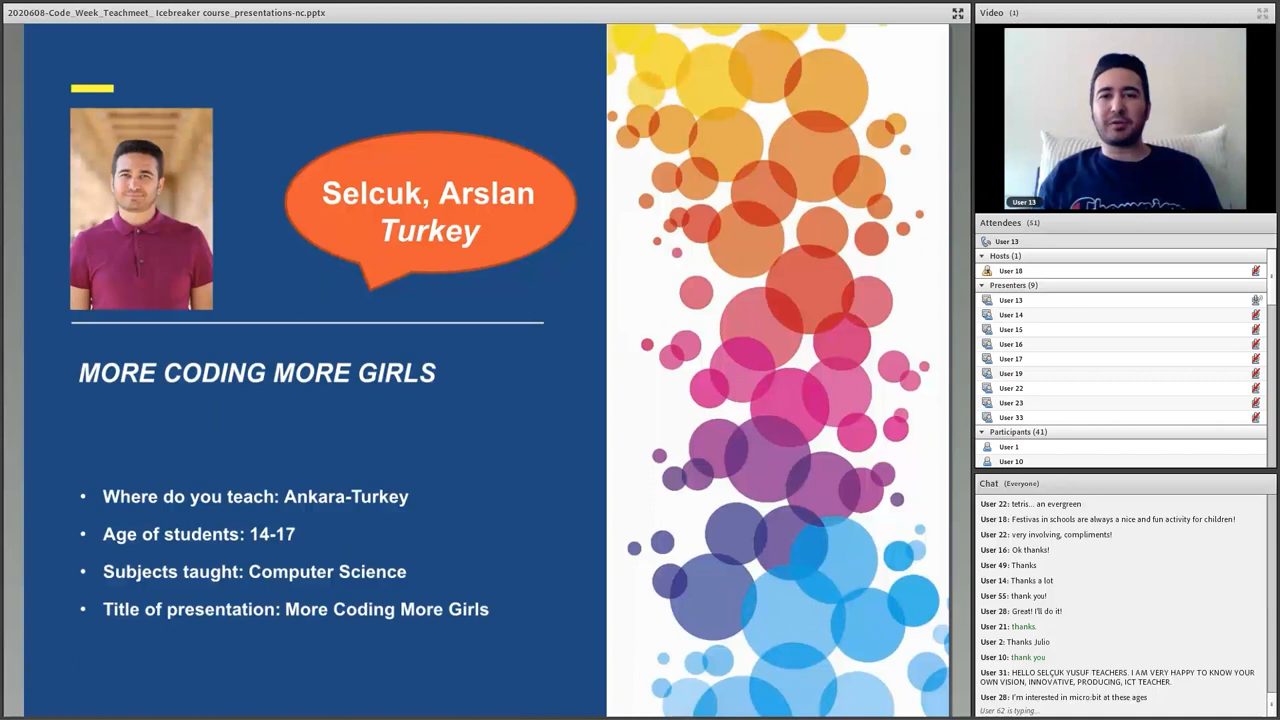 2020608-Code_Week_Teachmeet_ Icebreaker course_presentations-nc.pptx
Selcuk, Arslan
Turkey
MORE CODING MORE GIRLS
• Where do you teach: Ankara-Turkey
• Age of students: 14-17
• Subjects taught: Computer Science
• Title of presentation: More Coding More Girls
Video (1)
User 13
Attendees (51)
User 13
Hosts (1)
User 18
Presenters (9)
User 13
User 14
User 15
User 16
User 17
User 19
User 22
User 23
User 33
Participants (41)
User 1
User 10
Chat (Everyone)
User 22: tetris... an evergreen
User 18: Festivas in schools are always a nice and fun activity for children!
User 22: very involving, compliments!
User 16: Ok thanks!
User 49: Thanks
User 14: Thanks a lot
User 55: thank you!
User 28: Great! I'll do it!
User 21: thanks.
User 2: Thanks Julio
User 10: thank you
User 31: HELLO SELÇUK YUSUF TEACHERS. I AM VERY HAPPY TO KNOW YOUR
OWN VISION, INNOVATIVE, PRODUCING, ICT TEACHER.
User 28: I'm interested in micro:bit at these ages
User 62 is typing...